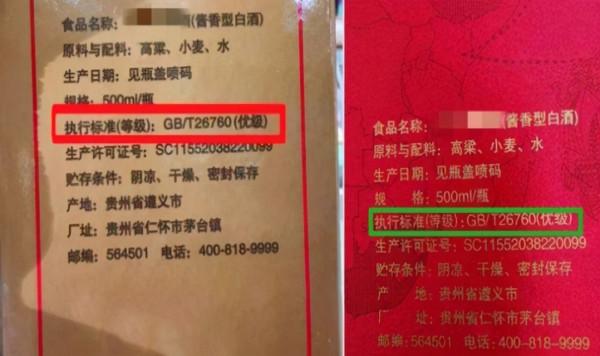 食品名称: (酱香型白酒)
原料与配料: 高粱、小麦、水
生产日期: 见瓶盖喷码
规格: 500ml/瓶
执行标准(等级): GB/T26760(优级)
生产许可证号: SC11552038220099
贮存条件: 阴凉、干燥、密封保存
产地: 贵州省遵义市
厂址: 贵州省仁怀市茅台镇
邮编: 564501 电话: 400-818-9999
食品名称: (酱香型白酒)
原料与配料: 高粱、小麦、水
生产日期: 见瓶盖喷码
规 格: 500ml/瓶
执行标准(等级): GB/T26760(优级)
生产许可证号: SC11552038220099
贮存条件: 阴凉、干燥、密封保存
产 地: 贵州省遵义市
厂 址: 贵州省仁怀市茅台镇
邮编: 564501 电话: 400-818-9999